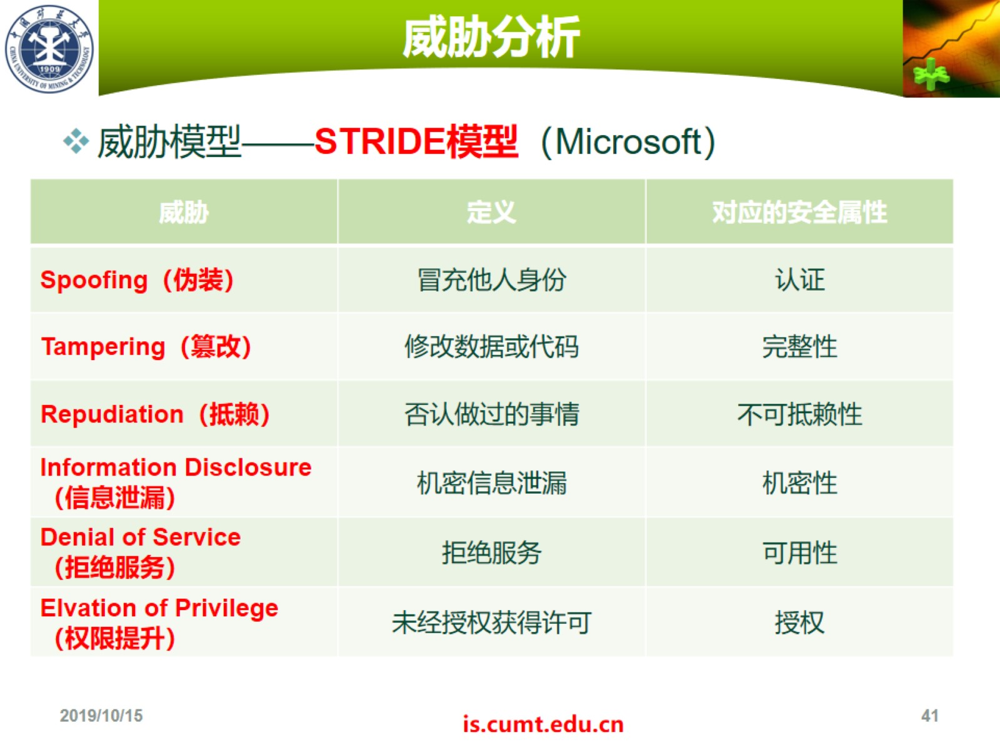 中国矿业大学
CHINA UNIVERSITY OF MINING & TECHNOLOGY
1909
威胁分析
威胁模型——STRIDE模型（Microsoft）
威胁 定义 对应的安全属性
Spoofing（伪装） 冒充他人身份 认证
Tampering（篡改） 修改数据或代码 完整性
Repudiation（抵赖） 否认做过的事情 不可抵赖性
Information Disclosure
（信息泄漏） 机密信息泄漏 机密性
Denial of Service
（拒绝服务） 拒绝服务 可用性
Elvation of Privilege
（权限提升） 未经授权获得许可 授权
2019/10/15
is.cumt.edu.cn
41